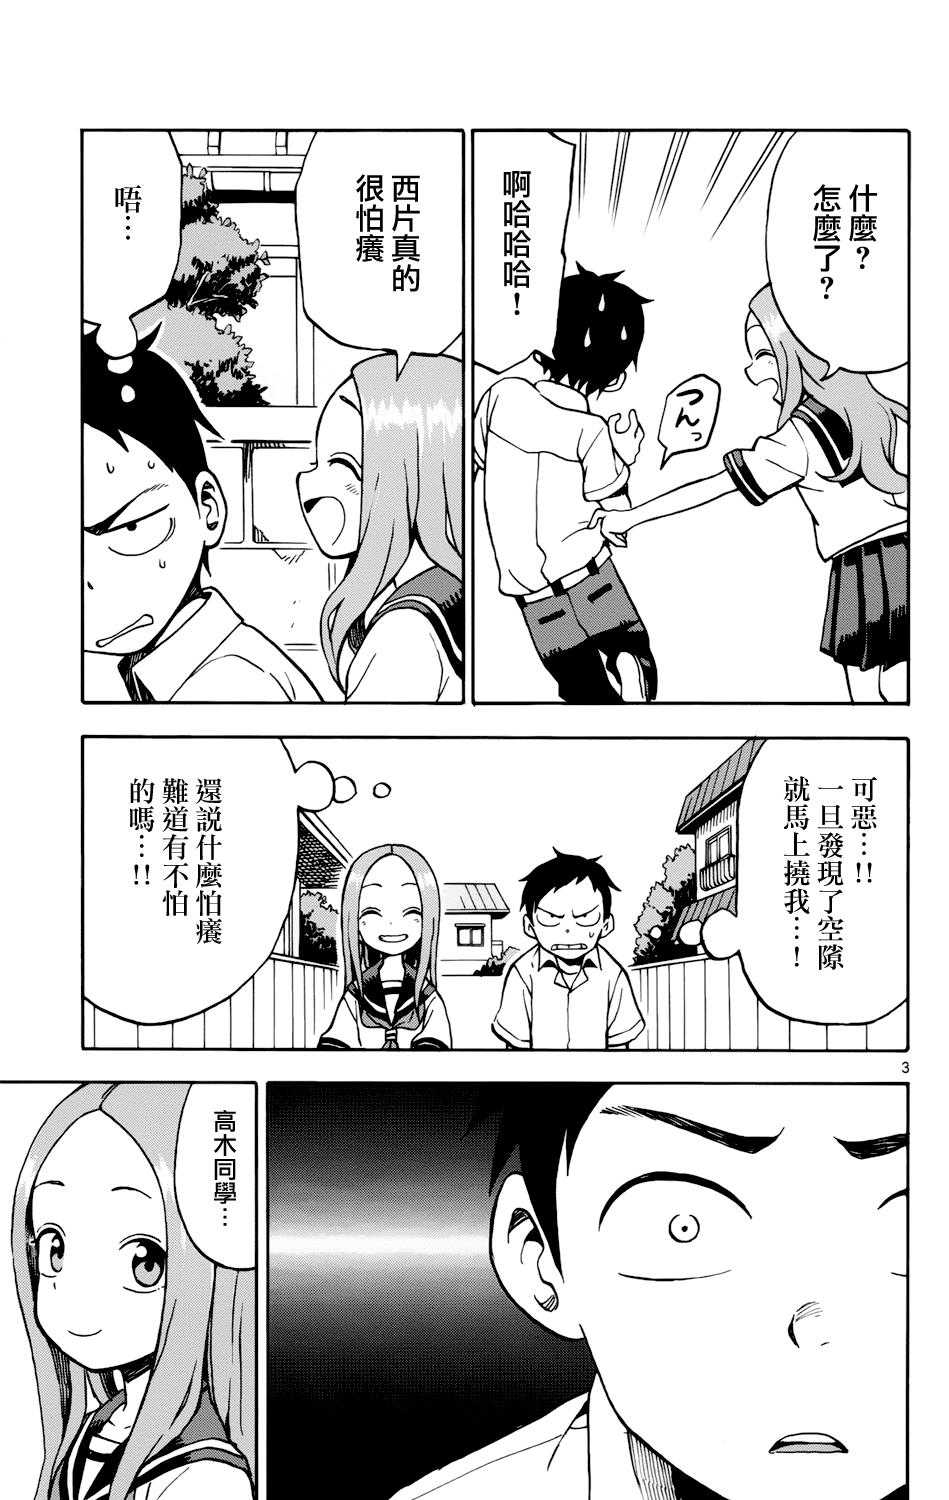 什麼?
怎麼了?
啊哈哈哈!
つんっ
西片真的
很怕癢
唔…
可惡…!!
一旦發現了空隙
就馬上撓我…!
還説什麼怕癢
難道有不怕
的嗎…!!
3
高木同學…